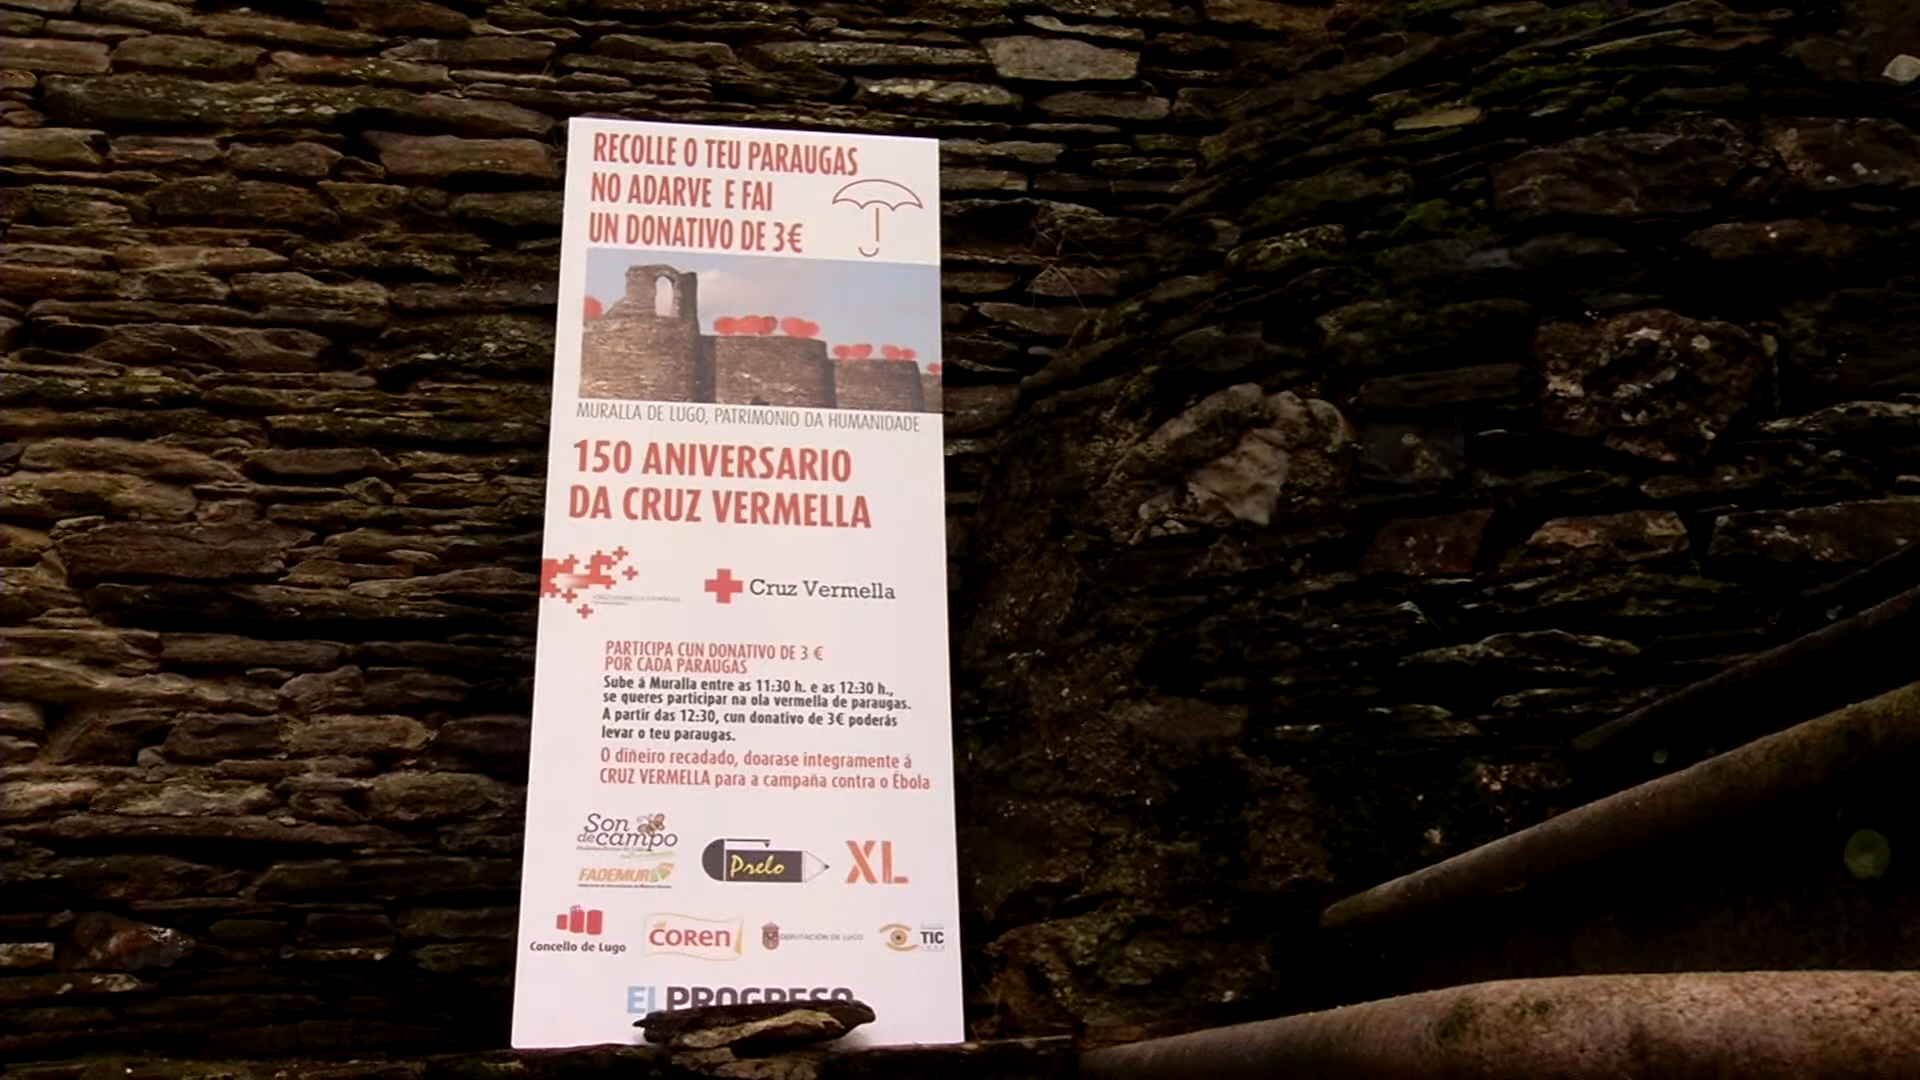 RECOLLE O TEU PARAUGAS
NO ADARVE E FAI
UN DONATIVO DE 3€
MURALLA DE LUGO, PATRIMONIO DA HUMANIDADE
150 ANIVERSARIO
DA CRUZ VERMELLA
Cruz Vermella
PARTICIPA CUN DONATIVO DE 3 €
POR CADA PARAUGAS
Sube á Muralla entre as 11:30 h. e as 12:30 h.,
se queres participar na ola vermella de paraugas.
A partir das 12:30, cun donativo de 3€ poderás
levar o teu paraugas.
O diñeiro recadado, doarase integramente á
CRUZ VERMELLA para a campaña contra o Ébola
Son
de campo
FADEMUR
Prelo
XL
Concello de Lugo
COREN
DEPUTACIÓN DE LUGO
TIC
EL PROGRESO